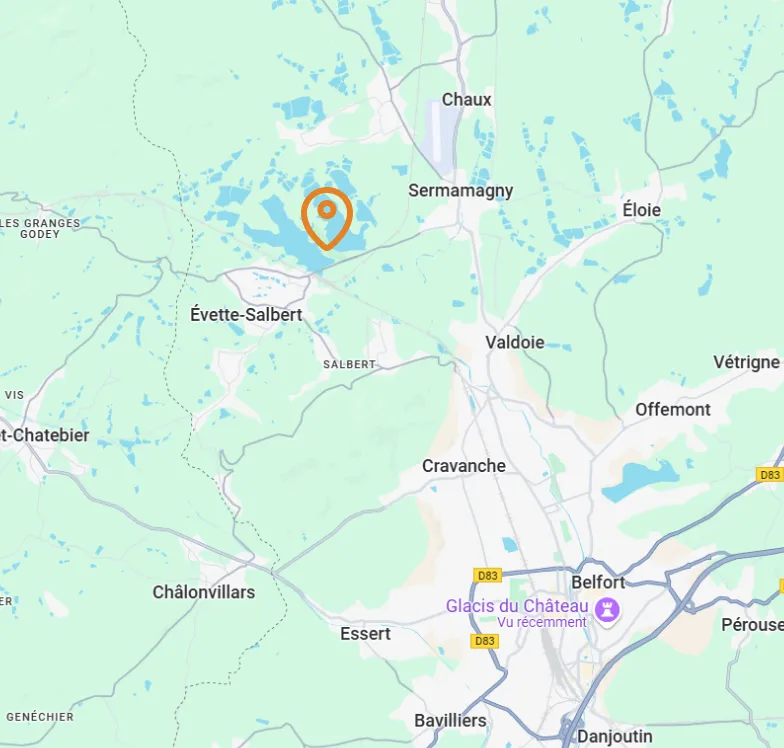 Chaux
Sermamagny
Éloie
LES GRANGES
GODEY
Évette-Salbert
Valdoie
SALBERT
Vétrigne
VIS
Offemont
et-Chatebier
Cravanche
D83
D83
Belfort
Châlonvillars
Glacis du Château
Vu récemment
Essert
D83
Pérouse
ER
GENÉCHIER
Bavilliers
Danjoutin